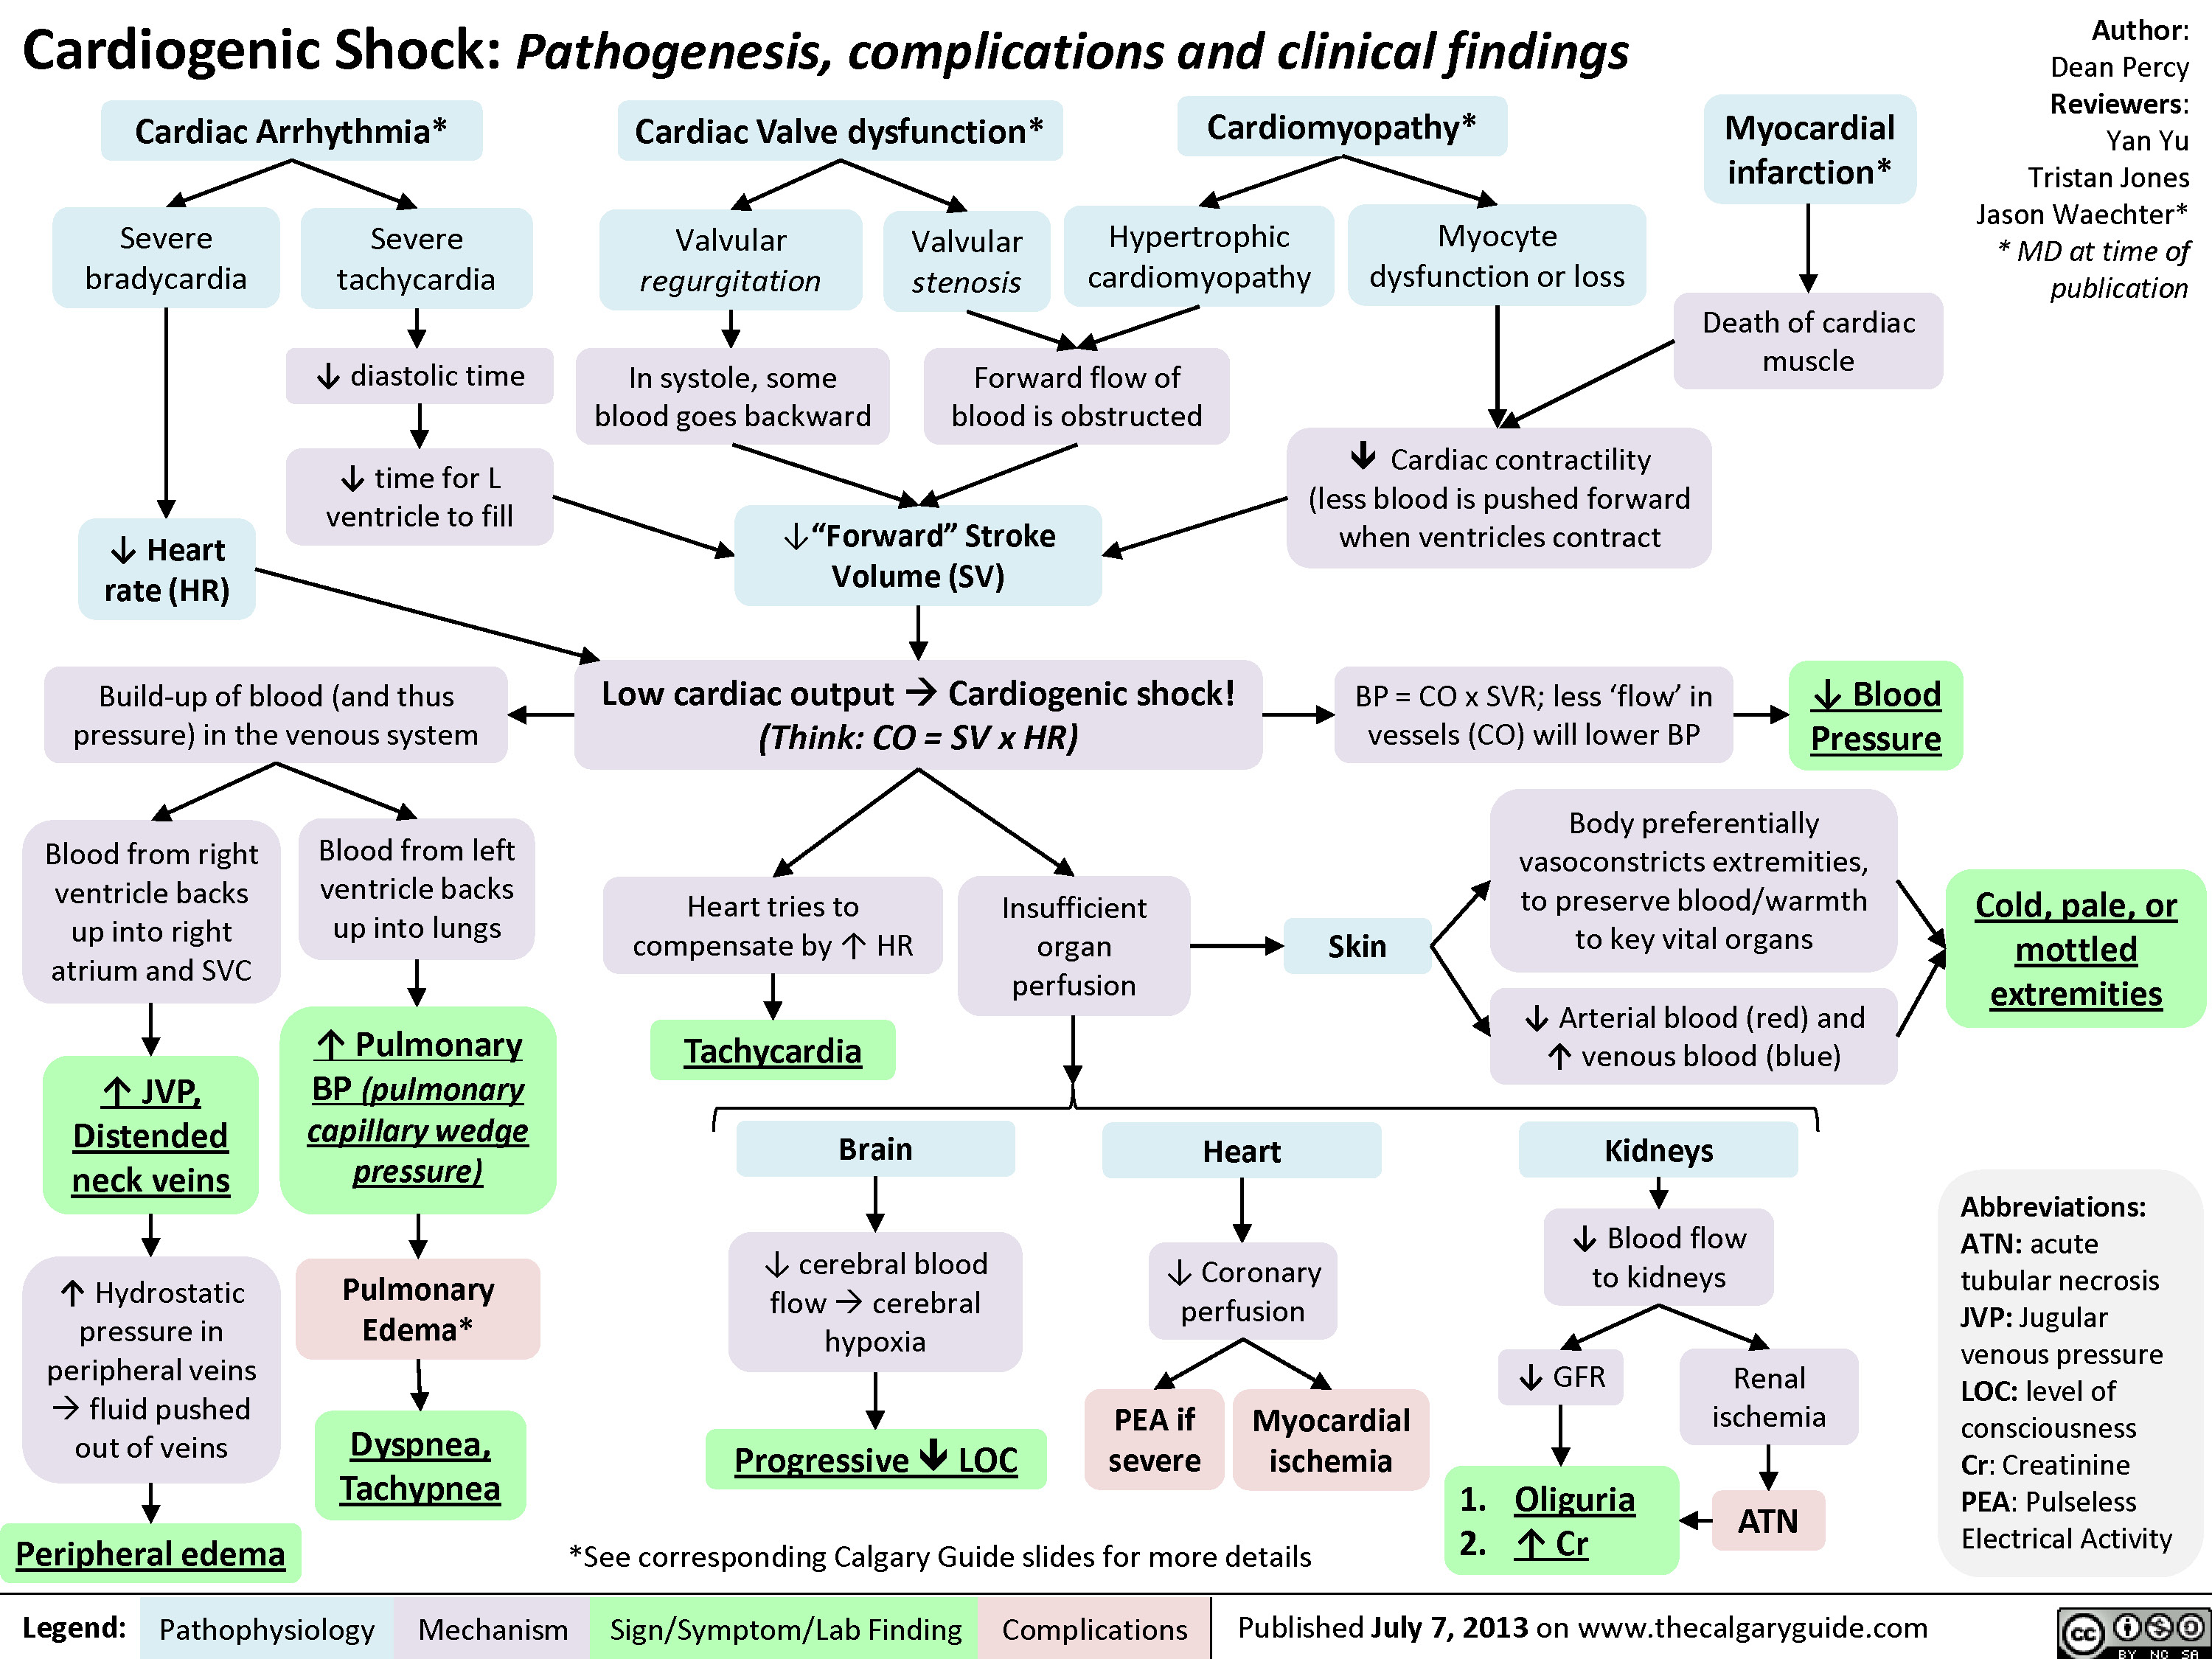 Cardiogenic Shock: Pathogenesis, complications and clinical findings
Author:
Dean Percy
Reviewers:
Yan Yu
Tristan Jones
Jason Waechter*
* MD at time of
publication
Cardiac Arrhythmia*
Cardiac Valve dysfunction*
Cardiomyopathy*
Myocardial
infarction*
Severe
bradycardia
Severe
tachycardia
Valvular
regurgitation
Valvular
stenosis
Hypertrophic
cardiomyopathy
Myocyte
dysfunction or loss
Death of cardiac
muscle
↓ diastolic time
In systole, some
blood goes backward
Forward flow of
blood is obstructed
↓ time for L
ventricle to fill
↓ Cardiac contractility
(less blood is pushed forward
when ventricles contract
↓ Heart
rate (HR)
↓“Forward” Stroke
Volume (SV)
Build-up of blood (and thus
pressure) in the venous system
Low cardiac output → Cardiogenic shock!
(Think: CO = SV x HR)
BP = CO x SVR; less ‘flow’ in
vessels (CO) will lower BP
↓ Blood
Pressure
Blood from right
ventricle backs
up into right
atrium and SVC
Blood from left
ventricle backs
up into lungs
Heart tries to
compensate by ↑ HR
Insufficient
organ
perfusion
Skin
Body preferentially
vasoconstricts extremities,
to preserve blood/warmth
to key vital organs
↓ Arterial blood (red) and
↑ venous blood (blue)
Cold, pale, or
mottled
extremities
↑ JVP,
Distended
neck veins
↑ Pulmonary
BP (pulmonary
capillary wedge
pressure)
Tachycardia
Brain
Heart
Kidneys
↑ Hydrostatic
pressure in
peripheral veins
→ fluid pushed
out of veins
Pulmonary
Edema*
↓ cerebral blood
flow → cerebral
hypoxia
↓ Coronary
perfusion
↓ Blood flow
to kidneys
↓ GFR
Renal
ischemia
Dyspnea,
Tachypnea
Progressive ↓ LOC
PEA if
severe
Myocardial
ischemia
1. Oliguria
2. ↑ Cr
ATN
Peripheral edema
*See corresponding Calgary Guide slides for more details
Abbreviations:
ATN: acute
tubular necrosis
JVP: Jugular
venous pressure
LOC: level of
consciousness
Cr: Creatinine
PEA: Pulseless
Electrical Activity
Legend: Pathophysiology Mechanism Sign/Symptom/Lab Finding Complications Published July 7, 2013 on www.thecalgaryguide.com
cc BY NC SA